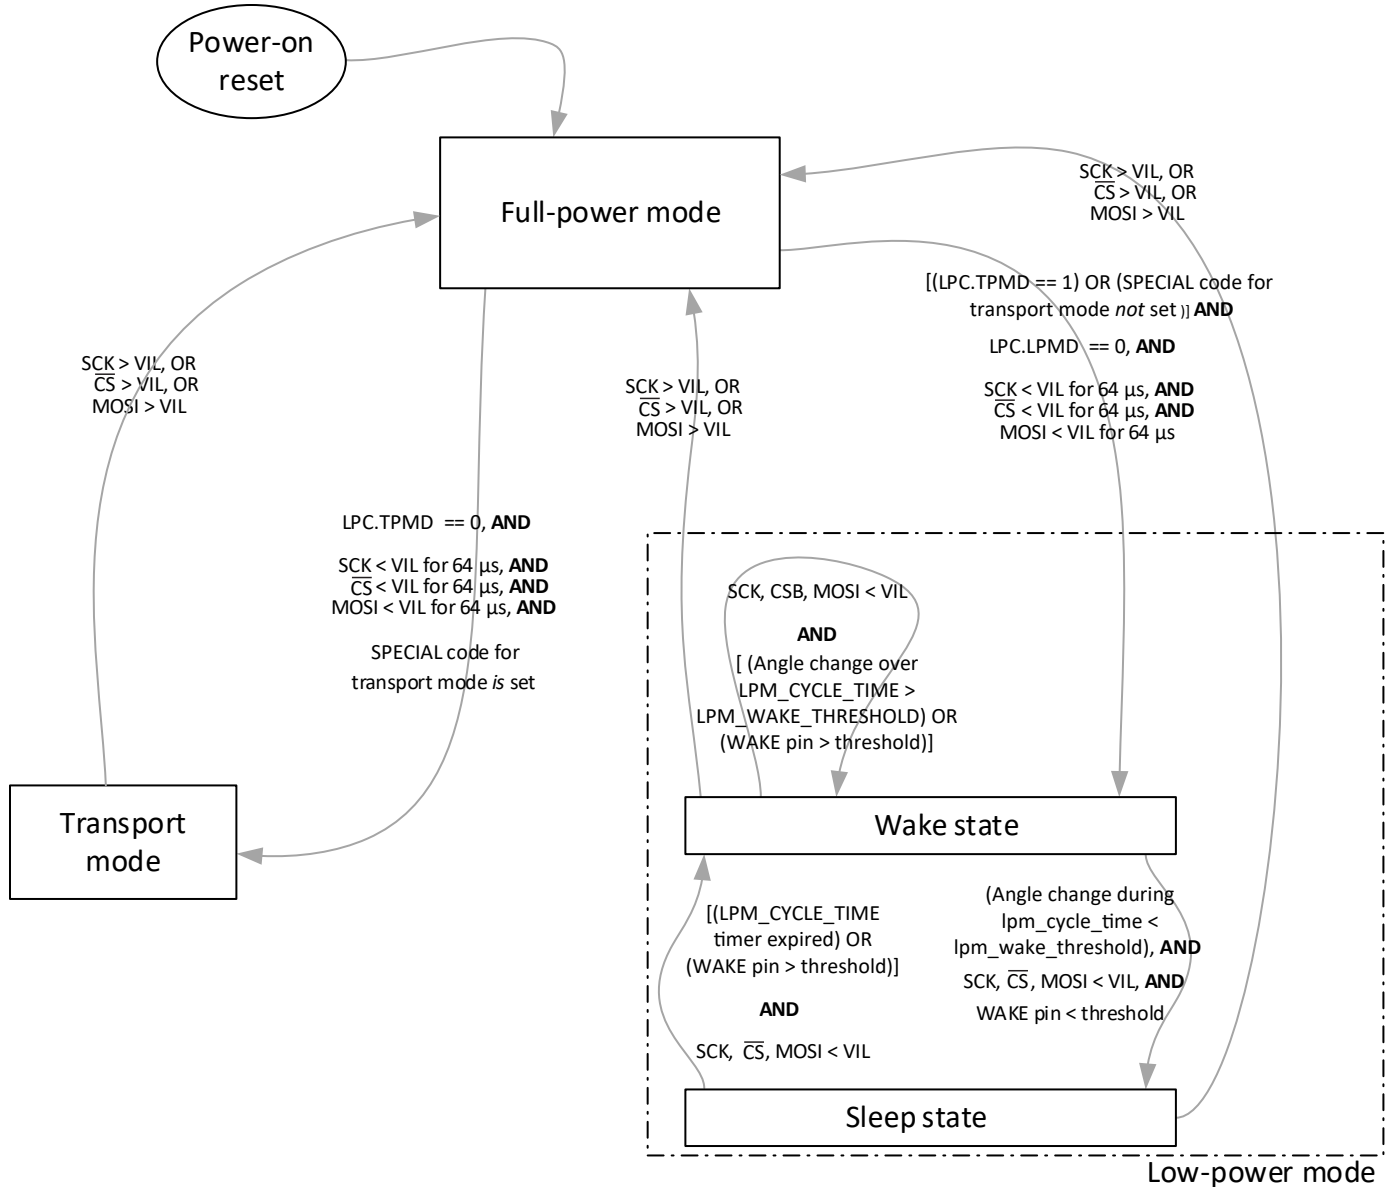 Power-on
reset
Full-power mode
SCK > VIL, OR
C̅S̅ > VIL, OR
MOSI > VIL
[(LPC.TPMD == 1) OR (SPECIAL code for
transport mode not set )] AND
LPC.LPMD == 0, AND
SCK < VIL for 64 µs, AND
C̅S̅ < VIL for 64 µs, AND
MOSI < VIL for 64 µs
SCK > VIL, OR
C̅S̅ > VIL, OR
MOSI > VIL
SCK > VIL, OR
C̅S̅ > VIL, OR
MOSI > VIL
LPC.TPMD == 0, AND
SCK < VIL for 64 µs, AND
C̅S̅ < VIL for 64 µs, AND
MOSI < VIL for 64 µs, AND
SPECIAL code for
transport mode is set
SCK, CSB, MOSI < VIL
AND
[ (Angle change over
LPM_CYCLE_TIME >
LPM_WAKE_THRESHOLD) OR
(WAKE pin > threshold)]
Transport
mode
Wake state
[(LPM_CYCLE_TIME
timer expired) OR
(WAKE pin > threshold)]
AND
SCK, C̅S̅, MOSI < VIL
(Angle change during
lpm_cycle_time <
lpm_wake_threshold), AND
SCK, C̅S̅, MOSI < VIL, AND
WAKE pin < threshold
Sleep state
Low-power mode